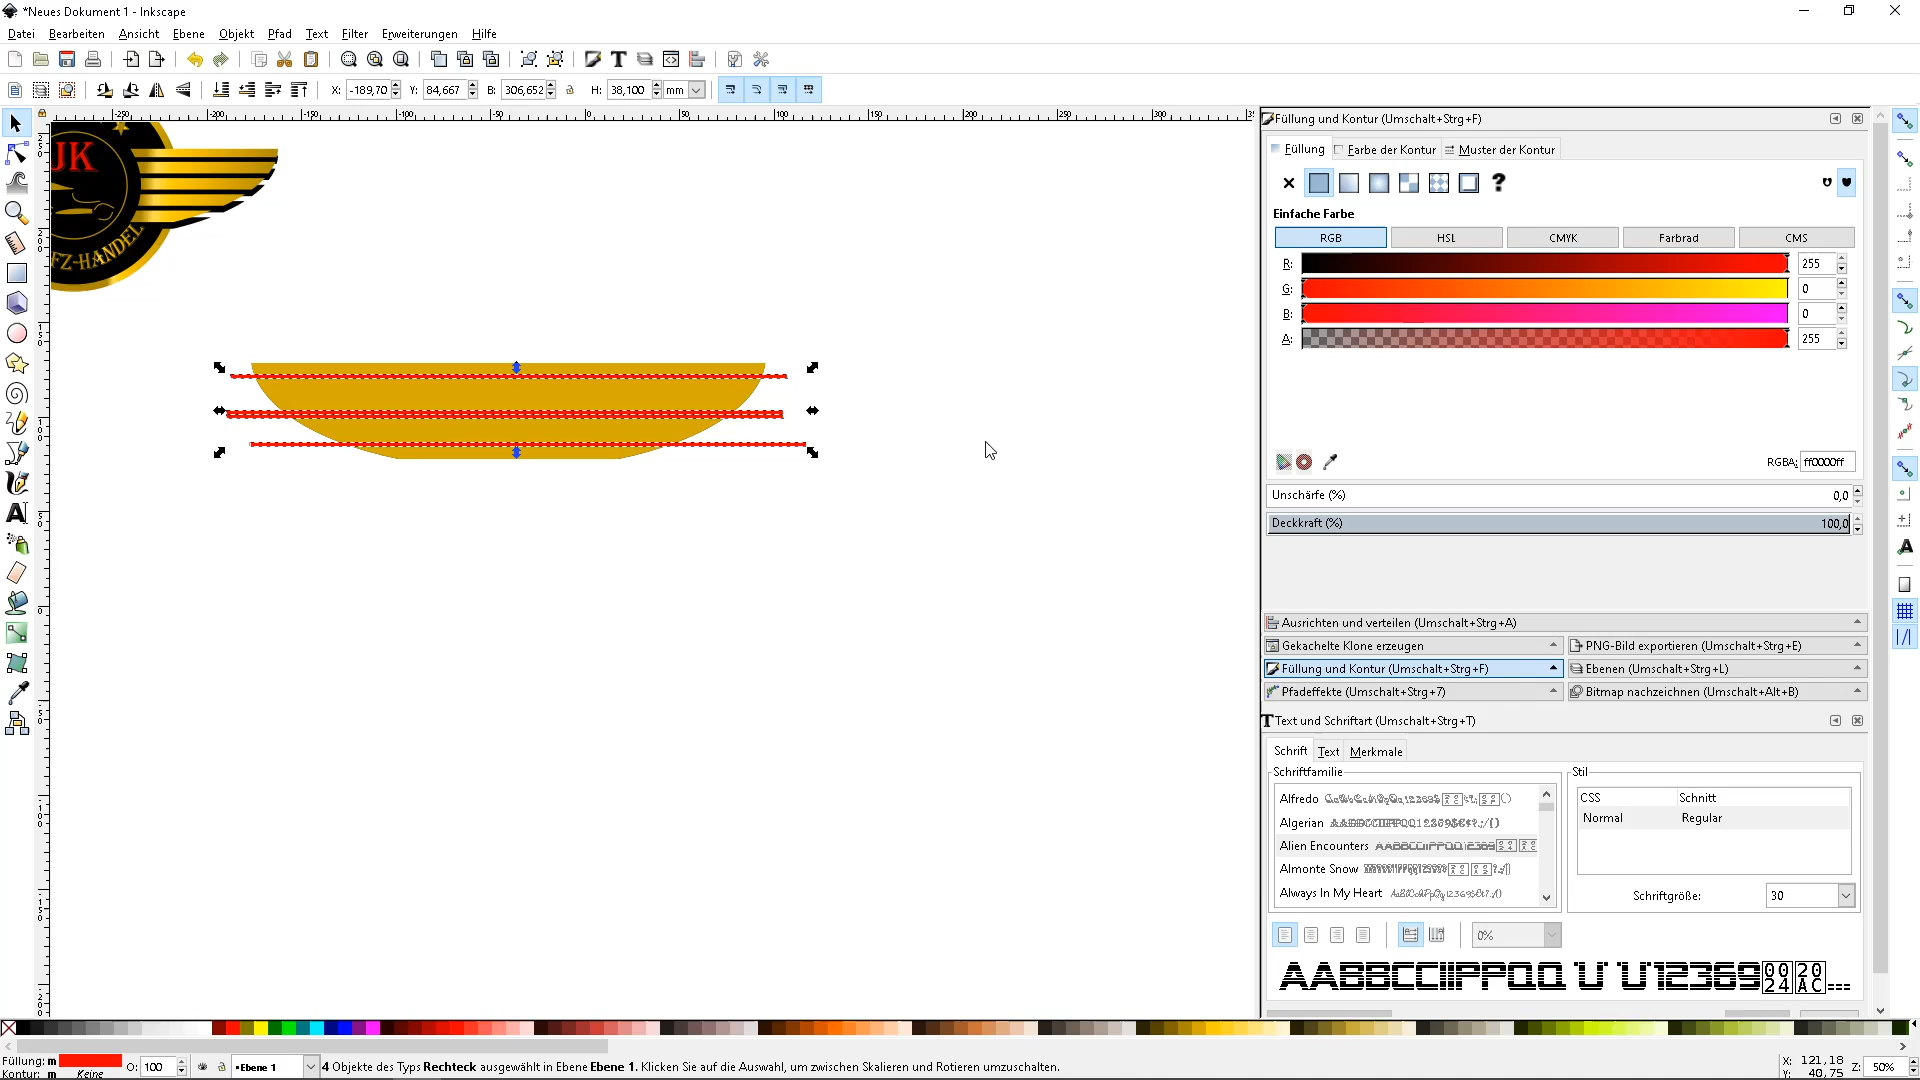 *Neues Dokument 1 - Inkscape
Datei Bearbeiten Ansicht Ebene Objekt Pfad Text Filter Erweiterungen Hilfe
X: -189,70 Y: 84,667 B: 306,652 H: 38,100 mm
JK
FZ-HANDEL
Füllung und Kontur (Umschalt+Strg+F)
Füllung Farbe der Kontur Muster der Kontur
Einfache Farbe
RGB HSL CMYK Farbrad CMS
R: 255
G: 0
B: 0
A: 255
RGBA: ff0000ff
Unschärfe (%) 0,0
Deckkraft (%) 100,0
Ausrichten und verteilen (Umschalt+Strg+A)
Gekachelte Klone erzeugen PNG-Bild exportieren (Umschalt+Strg+E)
Füllung und Kontur (Umschalt+Strg+F) Ebenen (Umschalt+Strg+L)
Pfadeffekte (Umschalt+Strg+7) Bitmap nachzeichnen (Umschalt+Alt+B)
Text und Schriftart (Umschalt+Strg+T)
Schrift Text Merkmale
Schriftfamilie Stil
Alfredo
Algerian
Alien Encounters
Almonte Snow
Always In My Heart
CSS Schnitt
Normal Regular
Schriftgröße: 30
0%
Füllung: m
Kontur: m Keine
O: 100
•Ebene 1
4 Objekte des Typs Rechteck ausgewählt in Ebene Ebene 1. Klicken Sie auf die Auswahl, um zwischen Skalieren und Rotieren umzuschalten.
X: 121,18
Y: 40,75
Z: 50%